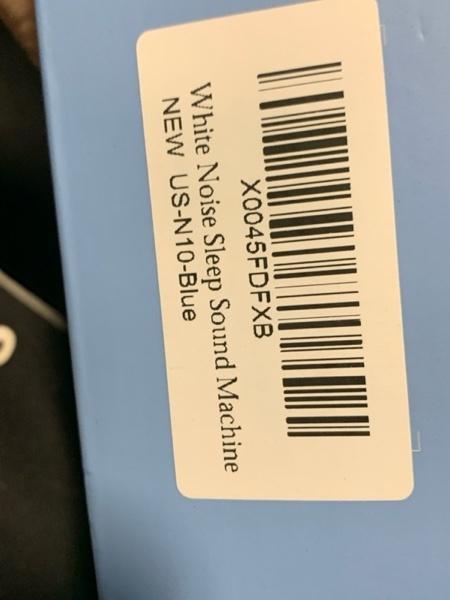 X0045FDFXB
White Noise Sleep Sound Machine
NEW US-N10-Blue